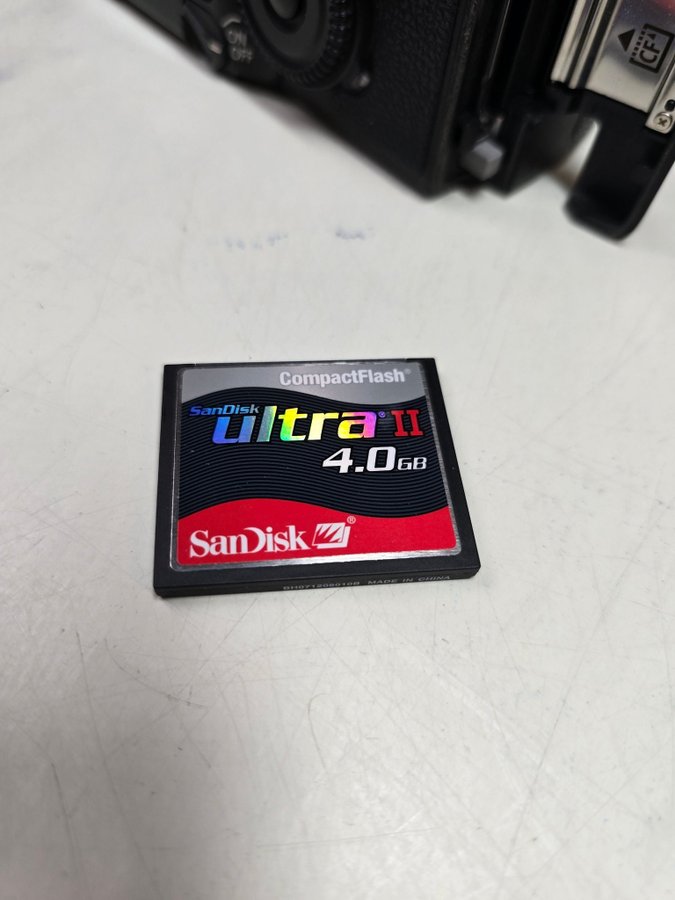 ON
OFF
CF
CompactFlash®
SanDisk
ultra® II
4.0GB
SanDisk®
MADE IN CHINA